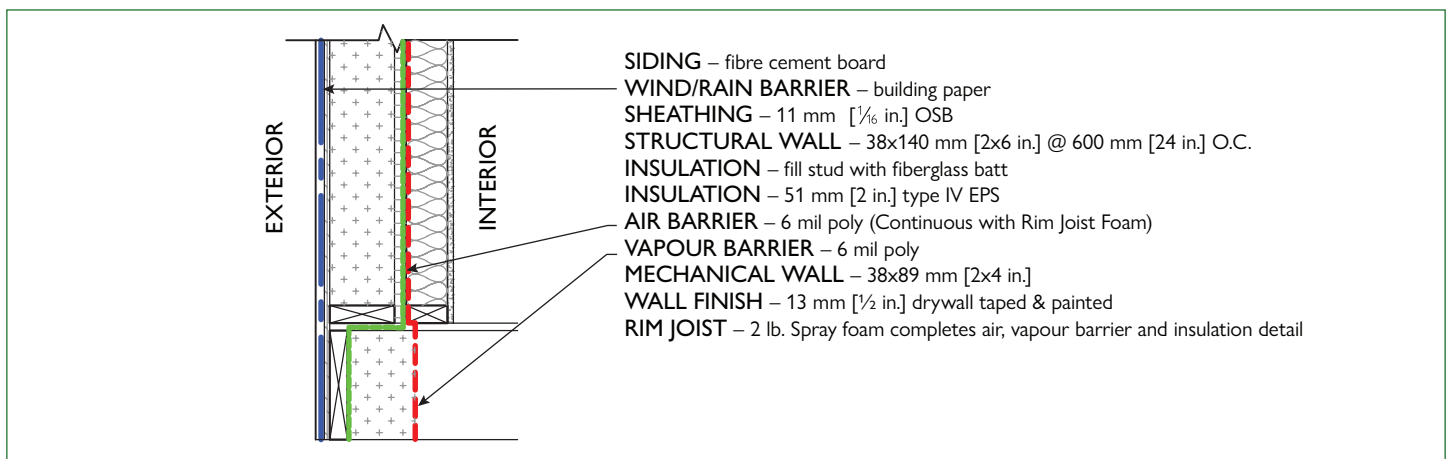 EXTERIOR
INTERIOR
SIDING – fibre cement board
WIND/RAIN BARRIER – building paper
SHEATHING – 11 mm [1/16 in.] OSB
STRUCTURAL WALL – 38x140 mm [2x6 in.] @ 600 mm [24 in.] O.C.
INSULATION – fill stud with fiberglass batt
INSULATION – 51 mm [2 in.] type IV EPS
AIR BARRIER – 6 mil poly (Continuous with Rim Joist Foam)
VAPOUR BARRIER – 6 mil poly
MECHANICAL WALL – 38x89 mm [2x4 in.]
WALL FINISH – 13 mm [½ in.] drywall taped & painted
RIM JOIST – 2 lb. Spray foam completes air, vapour barrier and insulation detail